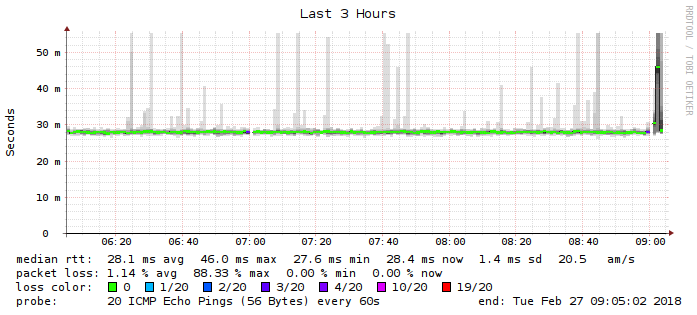 Last 3 Hours
RRDTOOL / TOBI OETIKER
Seconds
50 m
40 m
30 m
20 m
10 m
0
06:20 06:40 07:00 07:20 07:40 08:00 08:20 08:40 09:00
median rtt: 28.1 ms avg 46.0 ms max 27.6 ms min 28.4 ms now 1.4 ms sd 20.5 am/s
packet loss: 1.14 % avg 88.33 % max 0.00 % min 0.00 % now
loss color: 0 1/20 2/20 3/20 4/20 10/20 19/20
probe: 20 ICMP Echo Pings (56 Bytes) every 60s end: Tue Feb 27 09:05:02 2018